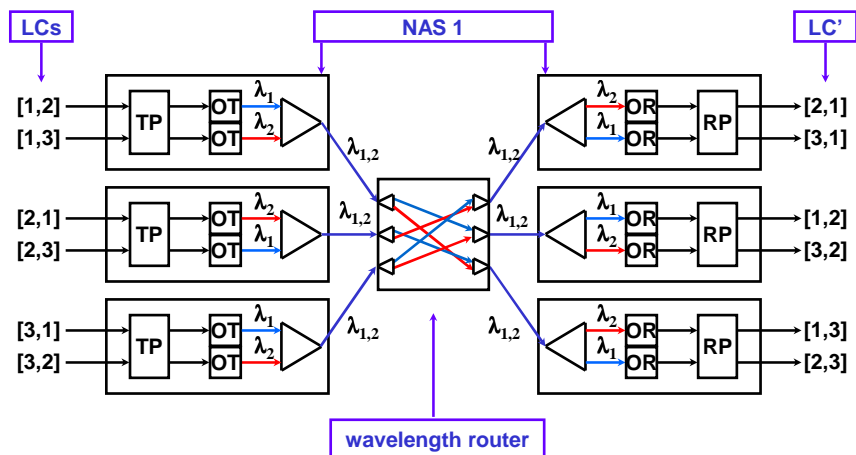 LCs
NAS 1
LC’
[1,2]
[1,3]
TP
OT
OT
λ1
λ2
λ1,2
λ1,2
λ2
λ1
OR
OR
RP
[2,1]
[3,1]
[2,1]
[2,3]
TP
OT
OT
λ2
λ1
λ1,2
λ1,2
λ1
λ2
OR
OR
RP
[1,2]
[3,2]
[3,1]
[3,2]
TP
OT
OT
λ1
λ2
λ1,2
λ1,2
λ2
λ1
OR
OR
RP
[1,3]
[2,3]
wavelength router